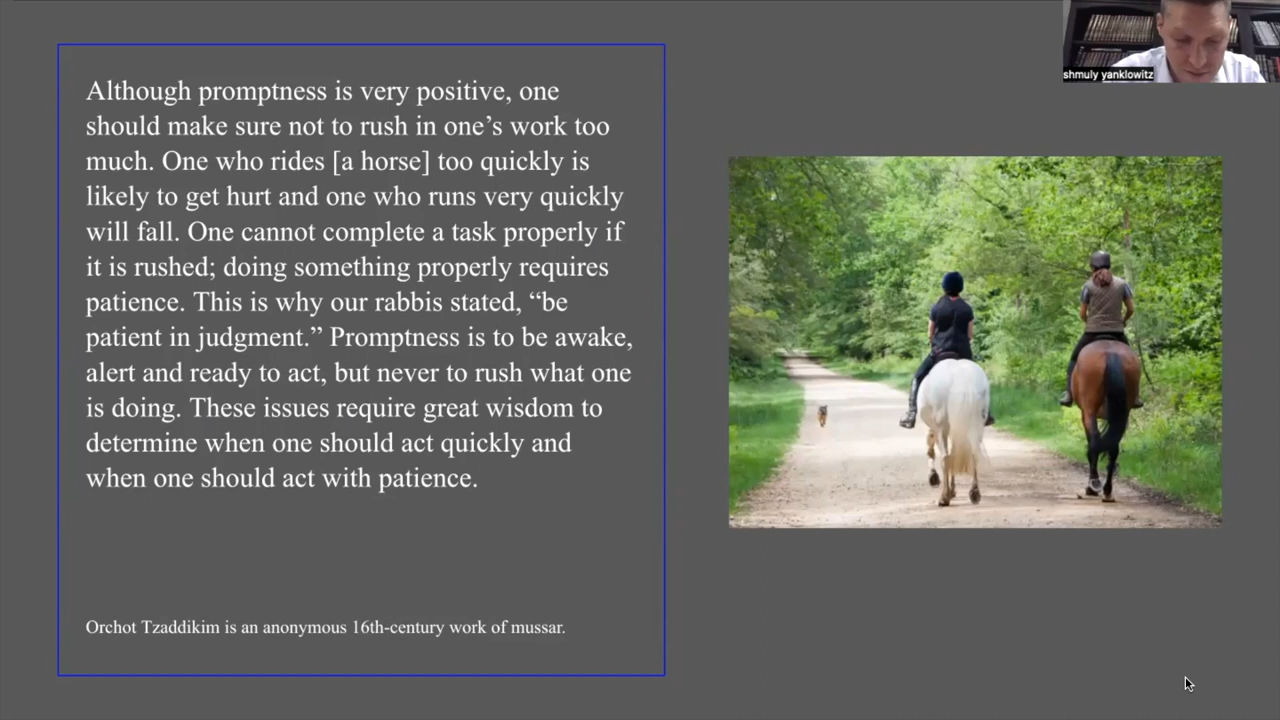 shmuly yanklowitz
Although promptness is very positive, one
should make sure not to rush in one’s work too
much. One who rides [a horse] too quickly is
likely to get hurt and one who runs very quickly
will fall. One cannot complete a task properly if
it is rushed; doing something properly requires
patience. This is why our rabbis stated, “be
patient in judgment.” Promptness is to be awake,
alert and ready to act, but never to rush what one
is doing. These issues require great wisdom to
determine when one should act quickly and
when one should act with patience.
Orchot Tzaddikim is an anonymous 16th-century work of mussar.